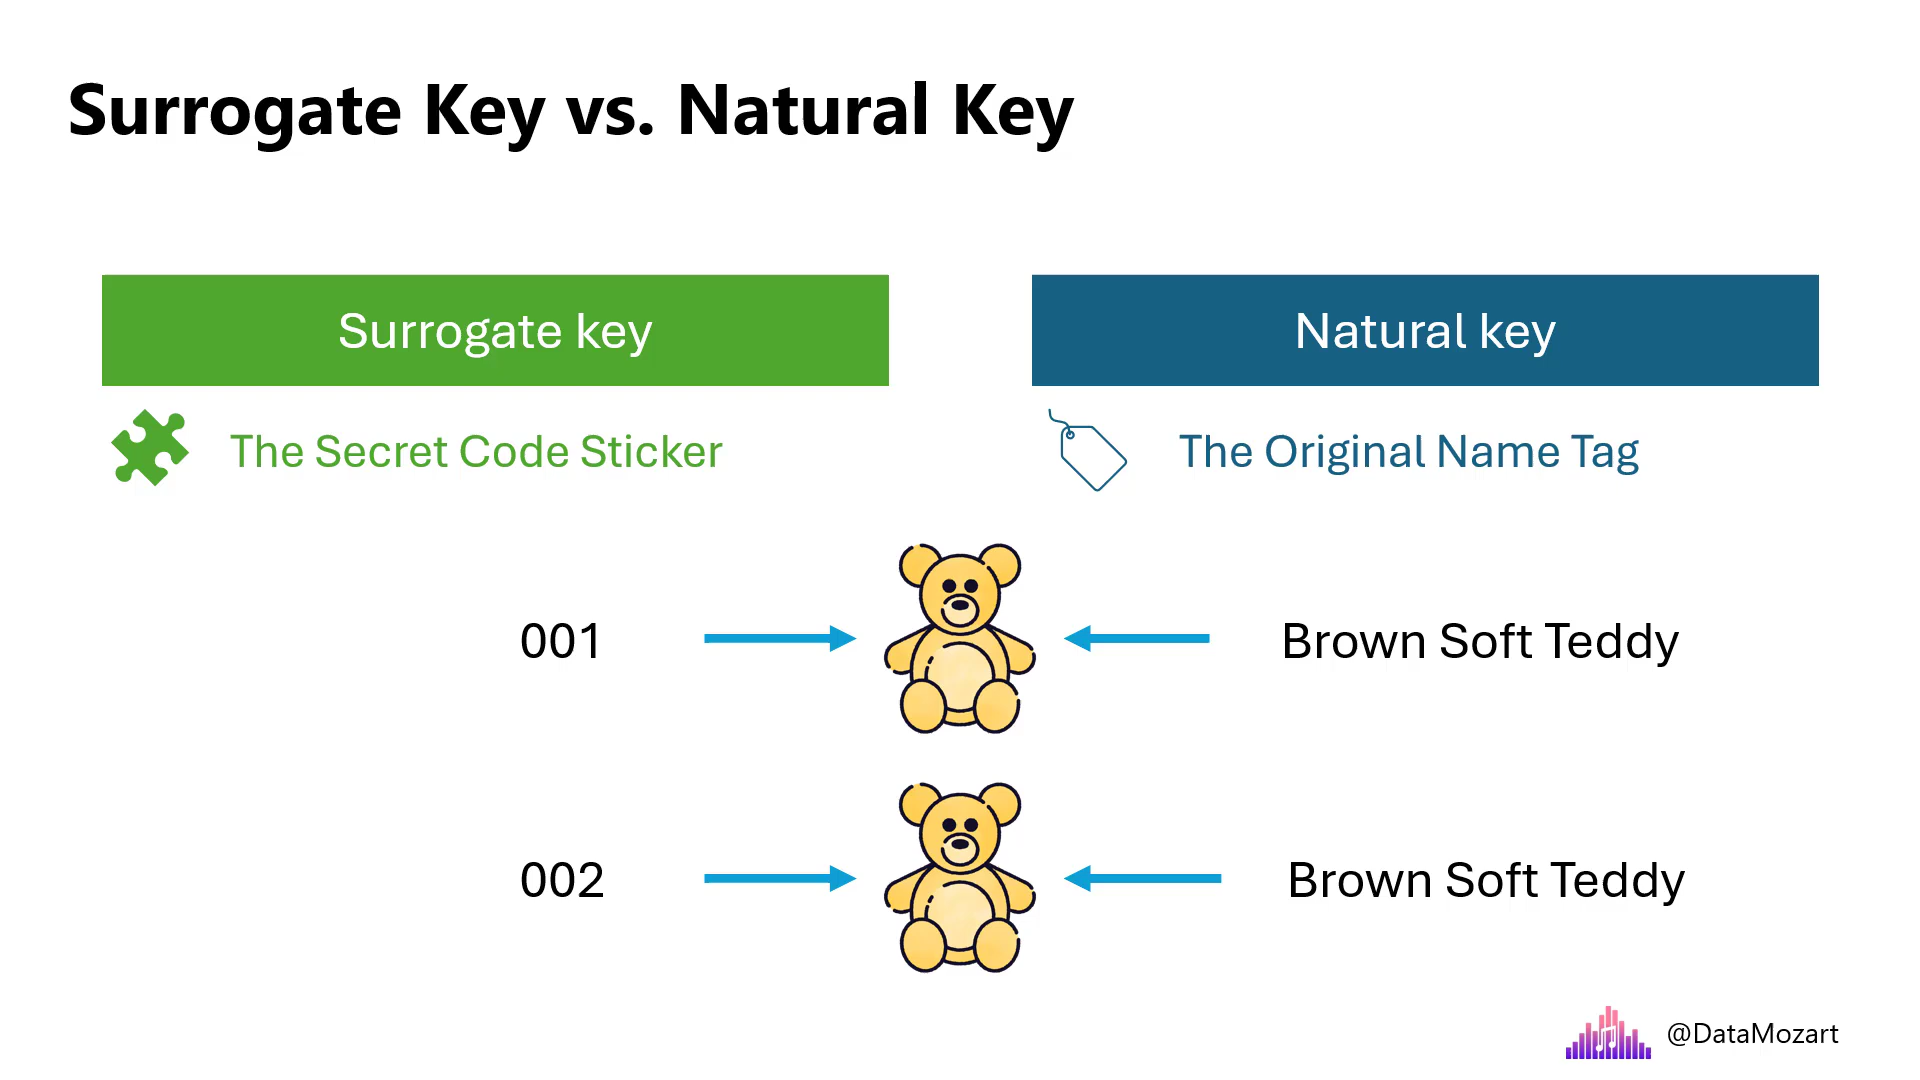 Surrogate Key vs. Natural Key
Surrogate key
Natural key
The Secret Code Sticker
The Original Name Tag
001
Brown Soft Teddy
002
Brown Soft Teddy
@DataMozart